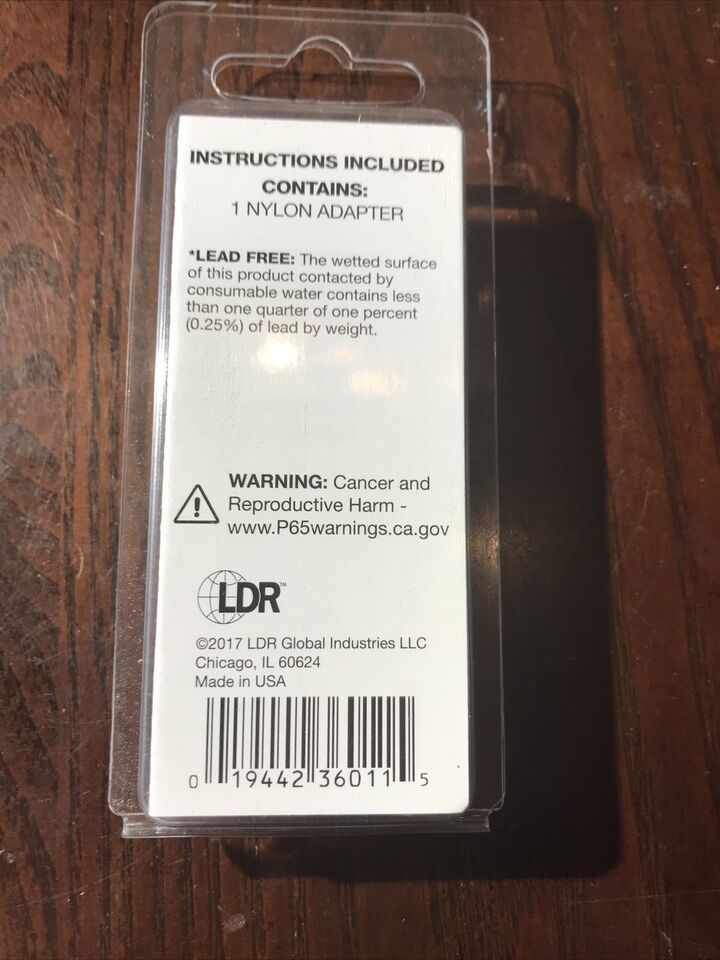 INSTRUCTIONS INCLUDED
CONTAINS:
1 NYLON ADAPTER
*LEAD FREE: The wetted surface
of this product contacted by
consumable water contains less
than one quarter of one percent
(0.25%) of lead by weight.
WARNING: Cancer and
Reproductive Harm -
www.P65warnings.ca.gov
LDR™
©2017 LDR Global Industries LLC
Chicago, IL 60624
Made in USA
0 19442 36011 5